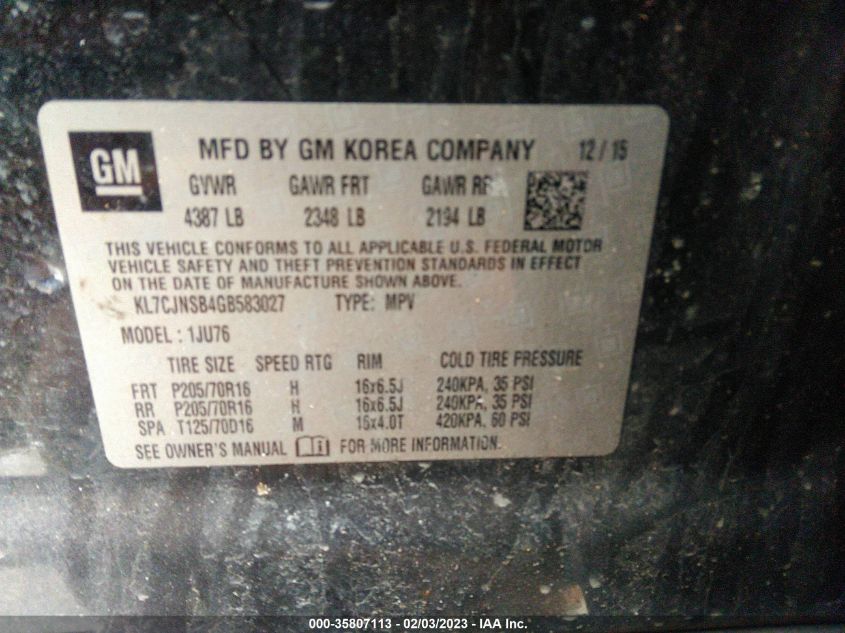 GM
MFD BY GM KOREA COMPANY 12 / 15
GVWR GAWR FRT GAWR RR
4387 LB 2348 LB 2194 LB
THIS VEHICLE CONFORMS TO ALL APPLICABLE U.S. FEDERAL MOTOR
VEHICLE SAFETY AND THEFT PREVENTION STANDARDS IN EFFECT
ON THE DATE OF MANUFACTURE SHOWN ABOVE.
KL7CJNSB4GB583027 TYPE: MPV
MODEL : 1JU76
TIRE SIZE SPEED RTG RIM COLD TIRE PRESSURE
FRT P205/70R16 H 16x6.5J 240KPA, 35 PSI
RR P205/70R16 H 16x6.5J 240KPA, 35 PSI
SPA T125/70D16 M 16x4.0T 420KPA, 60 PSI
SEE OWNER'S MANUAL FOR MORE INFORMATION.
000-35807113 - 02/03/2023 - IAA Inc.